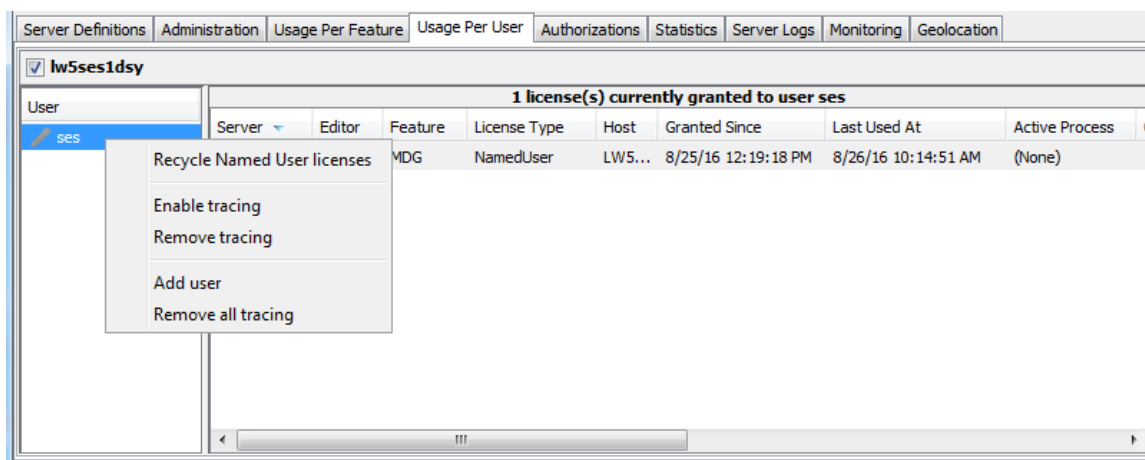 Server Definitions Administration Usage Per Feature Usage Per User Authorizations Statistics Server Logs Monitoring Geolocation
lw5ses1dsy
User
1 license(s) currently granted to user ses
Server Editor Feature License Type Host Granted Since Last Used At Active Process
ses
MDG NamedUser LW5... 8/25/16 12:19:18 PM 8/26/16 10:14:51 AM (None)
Recycle Named User licenses
Enable tracing
Remove tracing
Add user
Remove all tracing